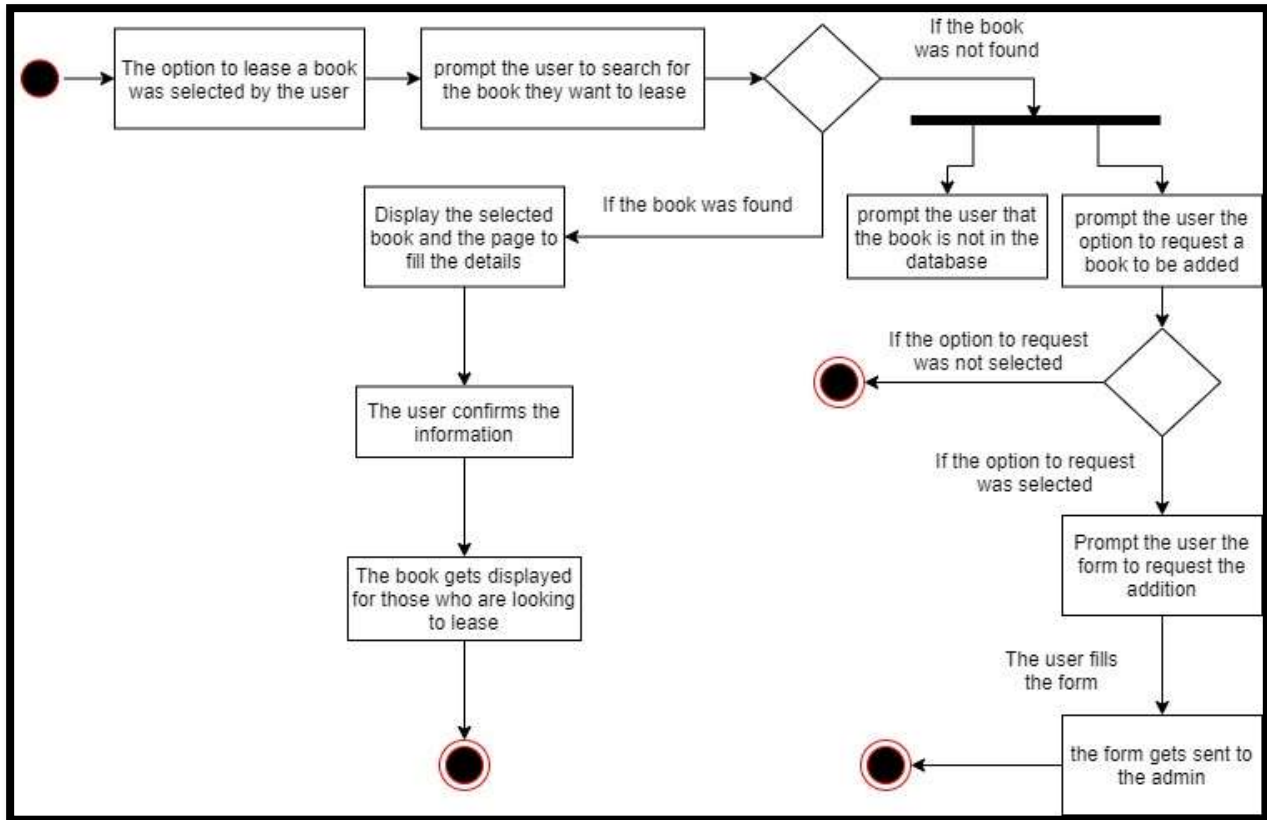 The option to lease a book
was selected by the user
prompt the user to search for
the book they want to lease
If the book
was not found
If the book was found
Display the selected
book and the page to
fill the details
prompt the user that
the book is not in the
database
prompt the user the
option to request a
book to be added
If the option to request
was not selected
The user confirms the
information
If the option to request
was selected
Prompt the user the
form to request the
addition
The book gets displayed
for those who are looking
to lease
The user fills
the form
the form gets sent to
the admin